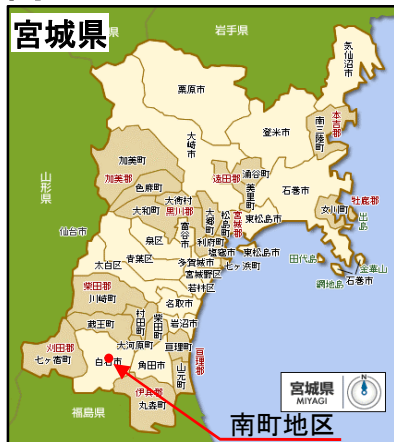 宮城県
岩手県
気仙沼市
栗原市
本吉郡
南三陸町
登米市
大崎市
加美町
加美郡
色麻町
遠田郡
涌谷町
美里町
石巻市
牡鹿郡
女川町
出島
山形県
大衡村
黒川郡
大和町
大郷町
富谷市
松島町
宮城郡
東松島市
利府町
塩竈市
東松島市
仙台市
泉区
青葉区
太白区
多賀城市
七ヶ浜町
宮城野区
若林区
田代島
網地島
金華山
石巻市
柴田郡
川崎町
名取市
村田町
柴田町
岩沼市
蔵王町
大河原町
亘理町
亘理郡
刈田郡
七ヶ宿町
白石市
角田市
山元町
伊具郡
丸森町
福島県
宮城県
MIYAGI
南町地区